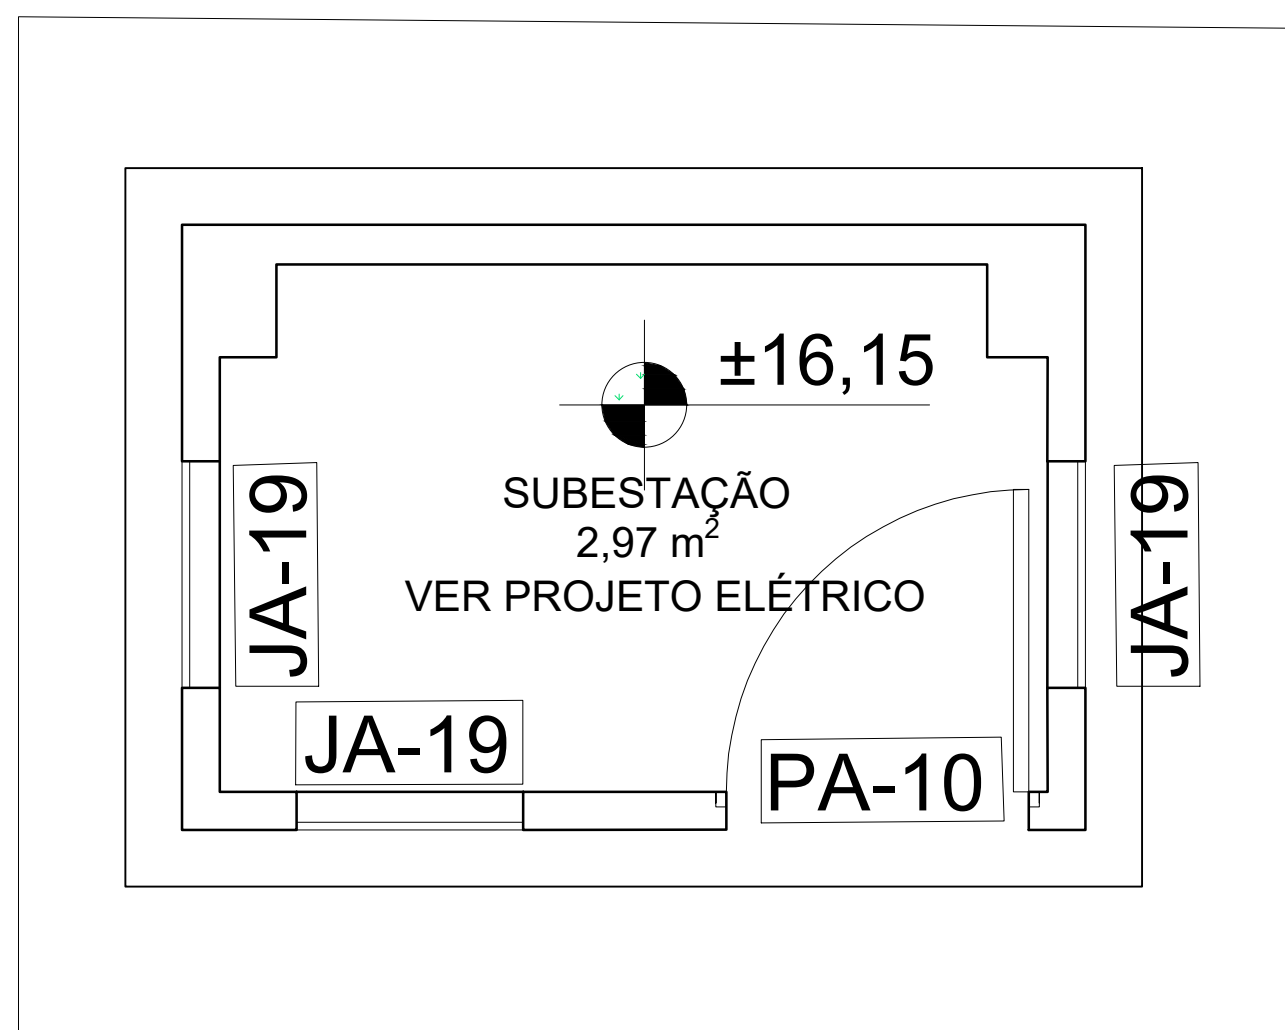 ±16,15
SUBESTAÇÃO
2,97 m²
VER PROJETO ELÉTRICO
JA-19
JA-19
JA-19
PA-10